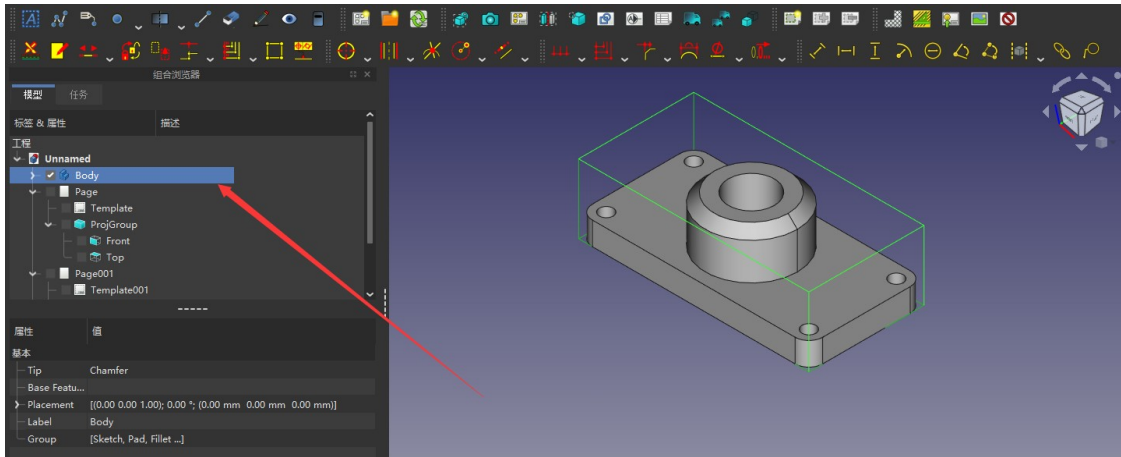 组合浏览器
模型 任务
标签 & 属性 描述
工程
Unnamed
Body
Page
Template
ProjGroup
Front
Top
Page001
Template001
属性 值
基本
Tip Chamfer
Base Featu...
Placement [(0.00 0.00 1.00); 0.00 °; (0.00 mm 0.00 mm 0.00 mm)]
Label Body
Group [Sketch, Pad, Fillet ...]